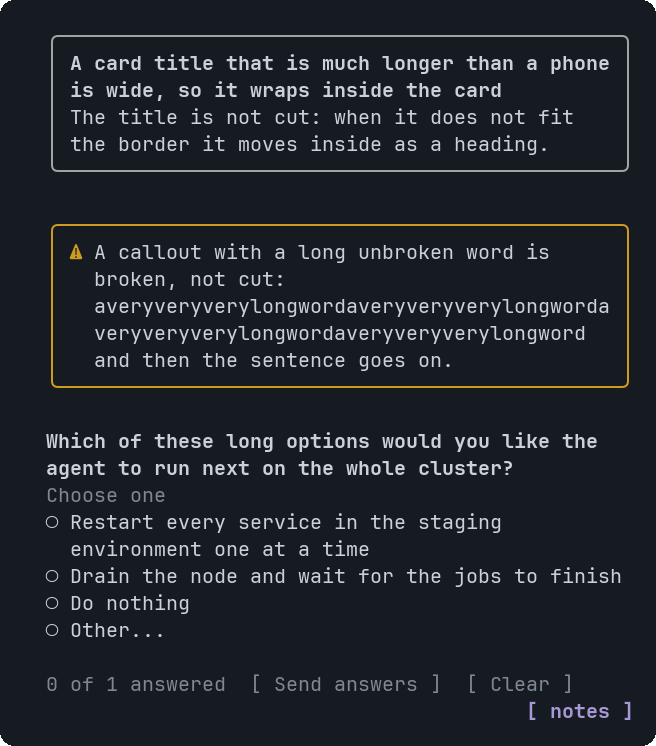 A card title that is much longer than a phone
is wide, so it wraps inside the card
The title is not cut: when it does not fit
the border it moves inside as a heading.
⚠ A callout with a long unbroken word is
broken, not cut:
averyveryverylongwordaveryveryverylongworda
veryveryverylongwordaveryveryverylongword
and then the sentence goes on.
Which of these long options would you like the
agent to run next on the whole cluster?
Choose one
○ Restart every service in the staging
environment one at a time
○ Drain the node and wait for the jobs to finish
○ Do nothing
○ Other...
0 of 1 answered [ Send answers ] [ Clear ]
[ notes ]